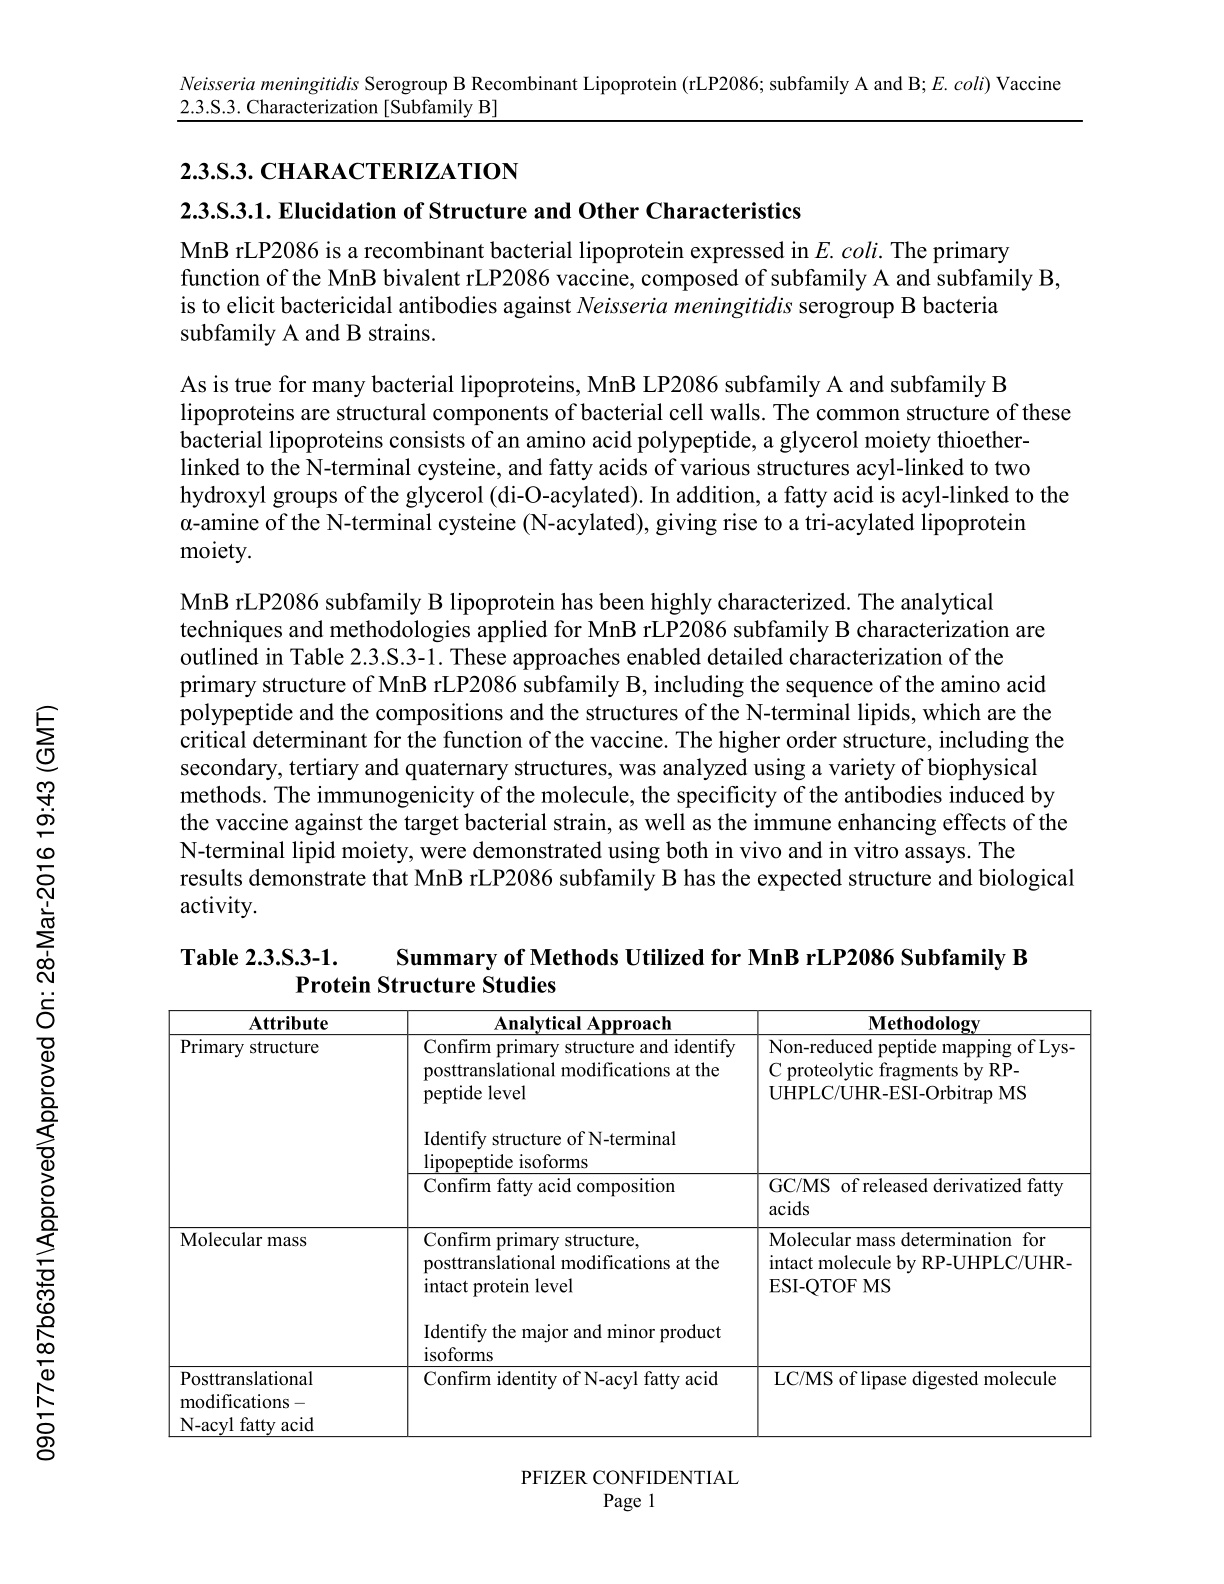 Neisseria meningitidis Serogroup B Recombinant Lipoprotein (rLP2086; subfamily A and B; E. coli) Vaccine
2.3.S.3. Characterization [Subfamily B]
2.3.S.3. CHARACTERIZATION
2.3.S.3.1. Elucidation of Structure and Other Characteristics
MnB rLP2086 is a recombinant bacterial lipoprotein expressed in E. coli. The primary
function of the MnB bivalent rLP2086 vaccine, composed of subfamily A and subfamily B,
is to elicit bactericidal antibodies against Neisseria meningitidis serogroup B bacteria
subfamily A and B strains.
As is true for many bacterial lipoproteins, MnB LP2086 subfamily A and subfamily B
lipoproteins are structural components of bacterial cell walls. The common structure of these
bacterial lipoproteins consists of an amino acid polypeptide, a glycerol moiety thioether-
linked to the N-terminal cysteine, and fatty acids of various structures acyl-linked to two
hydroxyl groups of the glycerol (di-O-acylated). In addition, a fatty acid is acyl-linked to the
α-amine of the N-terminal cysteine (N-acylated), giving rise to a tri-acylated lipoprotein
moiety.
MnB rLP2086 subfamily B lipoprotein has been highly characterized. The analytical
techniques and methodologies applied for MnB rLP2086 subfamily B characterization are
outlined in Table 2.3.S.3-1. These approaches enabled detailed characterization of the
primary structure of MnB rLP2086 subfamily B, including the sequence of the amino acid
polypeptide and the compositions and the structures of the N-terminal lipids, which are the
critical determinant for the function of the vaccine. The higher order structure, including the
secondary, tertiary and quaternary structures, was analyzed using a variety of biophysical
methods. The immunogenicity of the molecule, the specificity of the antibodies induced by
the vaccine against the target bacterial strain, as well as the immune enhancing effects of the
N-terminal lipid moiety, were demonstrated using both in vivo and in vitro assays. The
results demonstrate that MnB rLP2086 subfamily B has the expected structure and biological
activity.
Table 2.3.S.3-1. Summary of Methods Utilized for MnB rLP2086 Subfamily B
Protein Structure Studies
Attribute Analytical Approach Methodology
Primary structure
Confirm primary structure and identify
posttranslational modifications at the
peptide level
Identify structure of N-terminal
lipopeptide isoforms
Non-reduced peptide mapping of Lys-
C proteolytic fragments by RP-
UHPLC/UHR-ESI-Orbitrap MS
Confirm fatty acid composition
GC/MS of released derivatized fatty
acids
Molecular mass
Confirm primary structure,
posttranslational modifications at the
intact protein level
Identify the major and minor product
isoforms
Molecular mass determination for
intact molecule by RP-UHPLC/UHR-
ESI-QTOF MS
Posttranslational
modifications –
N-acyl fatty acid
Confirm identity of N-acyl fatty acid
LC/MS of lipase digested molecule
PFIZER CONFIDENTIAL
Page 1
090177e187b63fd1\Approved\Approved On: 28-Mar-2016 19:43 (GMT)